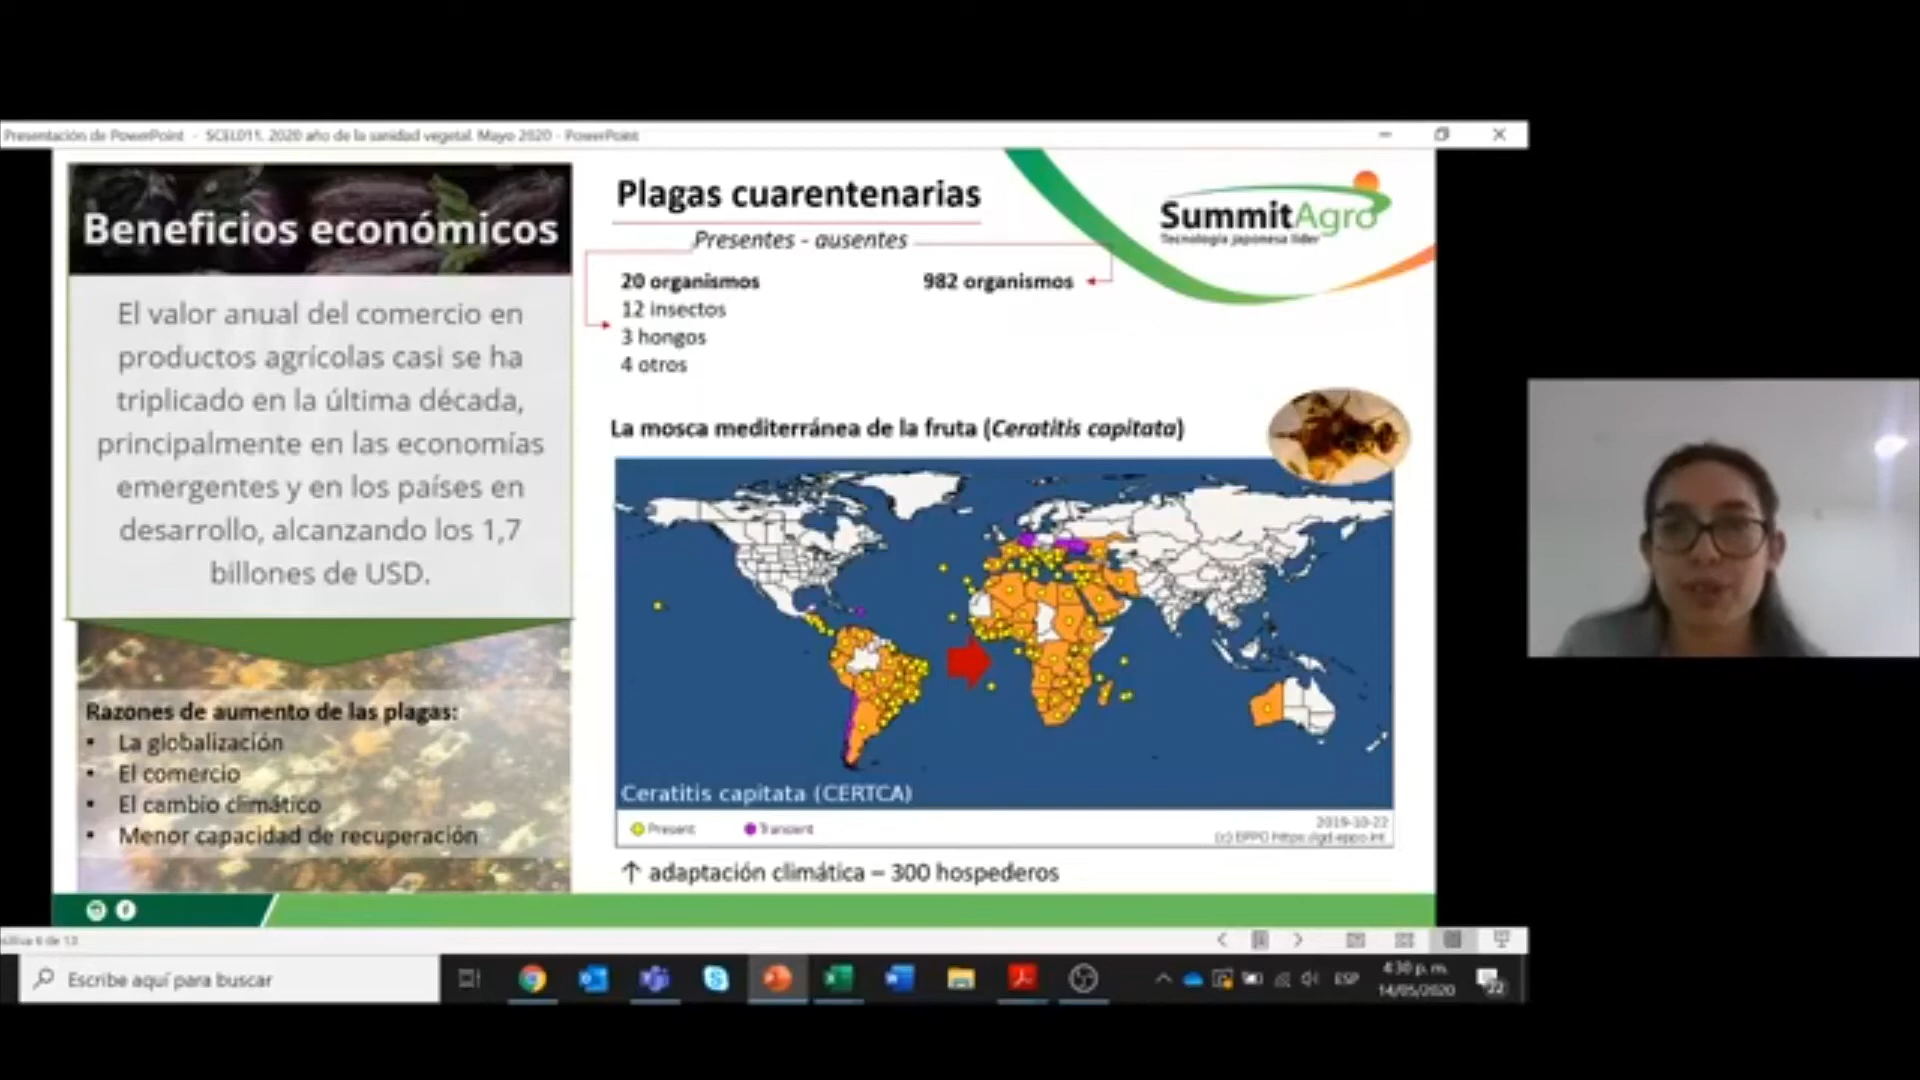 Presentación de PowerPoint - SCEL011. 2020 año de la sanidad vegetal. Mayo 2020 - PowerPoint
Beneficios económicos
El valor anual del comercio en
productos agrícolas casi se ha
triplicado en la última década,
principalmente en las economías
emergentes y en los países en
desarrollo, alcanzando los 1,7
billones de USD.
Razones de aumento de las plagas:
• La globalización
• El comercio
• El cambio climático
• Menor capacidad de recuperación
Plagas cuarentenarias
Presentes - ausentes
20 organismos
12 insectos
3 hongos
4 otros
982 organismos
SummitAgro
Tecnología japonesa líder
La mosca mediterránea de la fruta (Ceratitis capitata)
Ceratitis capitata (CERTCA)
Present
Transient
2019-10-22
(c) EPPO https://gd.eppo.int
↑ adaptación climática – 300 hospederos
6 de 13
Escribe aquí para buscar
ESP
4:30 p. m.
14/05/2020
22